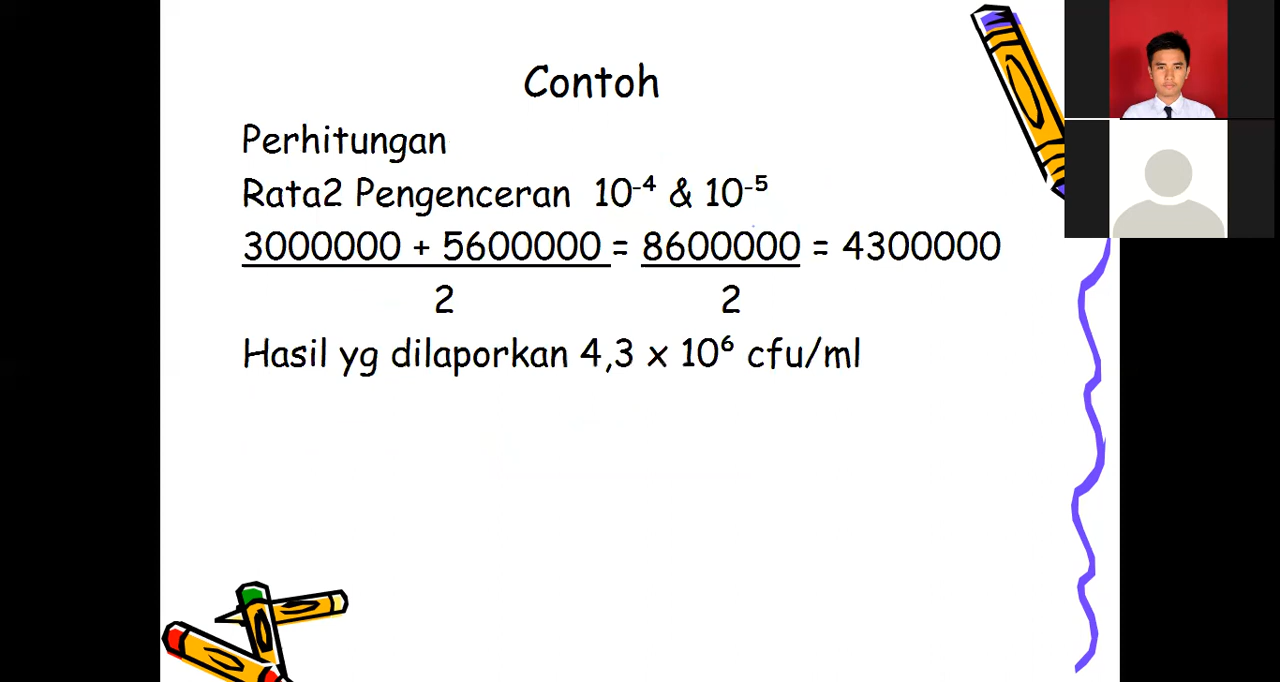 Contoh
Perhitungan
Rata2 Pengenceran 10⁻⁴ & 10⁻⁵
3000000 + 5600000 = 8600000 = 4300000
2 2
Hasil yg dilaporkan 4,3 x 10⁶ cfu/ml